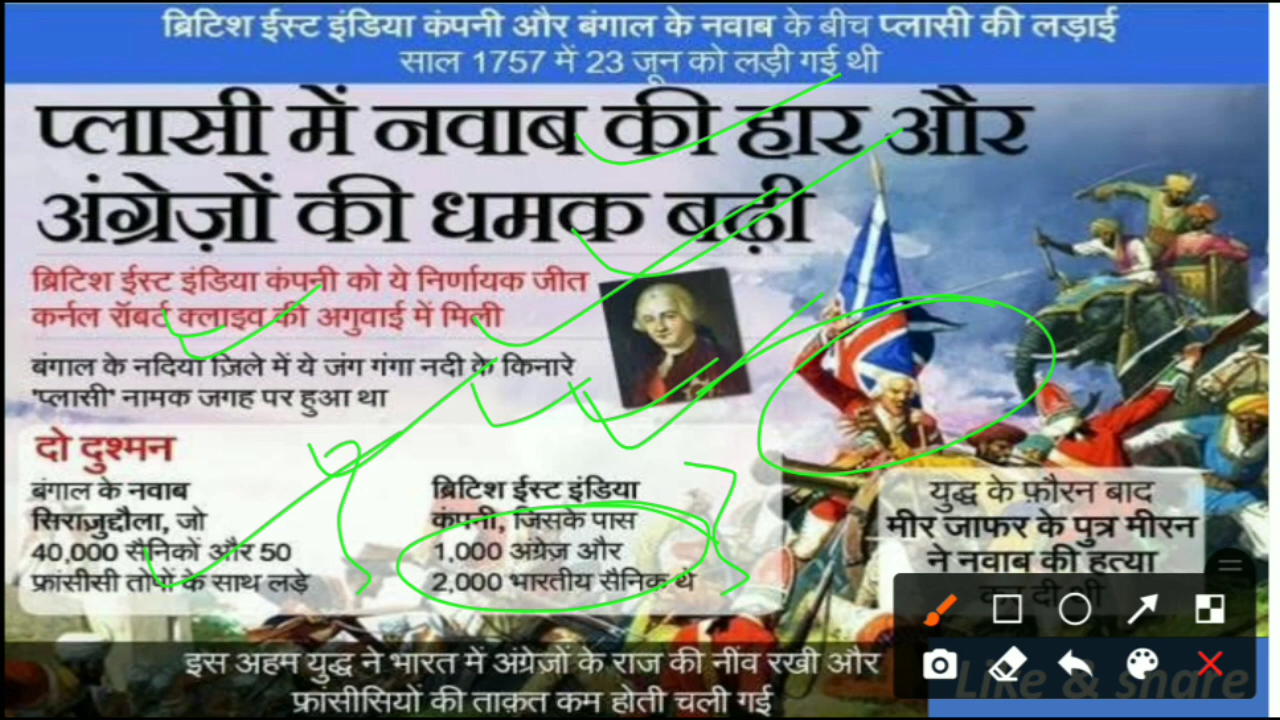 ब्रिटिश ईस्ट इंडिया कंपनी और बंगाल के नवाब के बीच प्लासी की लड़ाई
साल 1757 में 23 जून को लड़ी गई थी
प्लासी में नवाब की हार और
अंग्रेज़ों की धमक बढ़ी
ब्रिटिश ईस्ट इंडिया कंपनी को ये निर्णायक जीत
कर्नल रॉबर्ट क्लाइव की अगुवाई में मिली
बंगाल के नदिया ज़िले में ये जंग गंगा नदी के किनारे
'प्लासी' नामक जगह पर हुआ था
दो दुश्मन
बंगाल के नवाब
सिराजुद्दौला, जो
40,000 सैनिकों और 50
फ्रांसीसी तोपों के साथ लड़े
ब्रिटिश ईस्ट इंडिया
कंपनी, जिसके पास
1,000 अंग्रेज़ और
2,000 भारतीय सैनिक थे
युद्ध के फ़ौरन बाद
मीर जाफर के पुत्र मीरन
ने नवाब की हत्या
कर दी थी
इस अहम युद्ध ने भारत में अंग्रेजों के राज की नींव रखी और
फ्रांसीसियों की ताक़त कम होती चली गई
Like & share